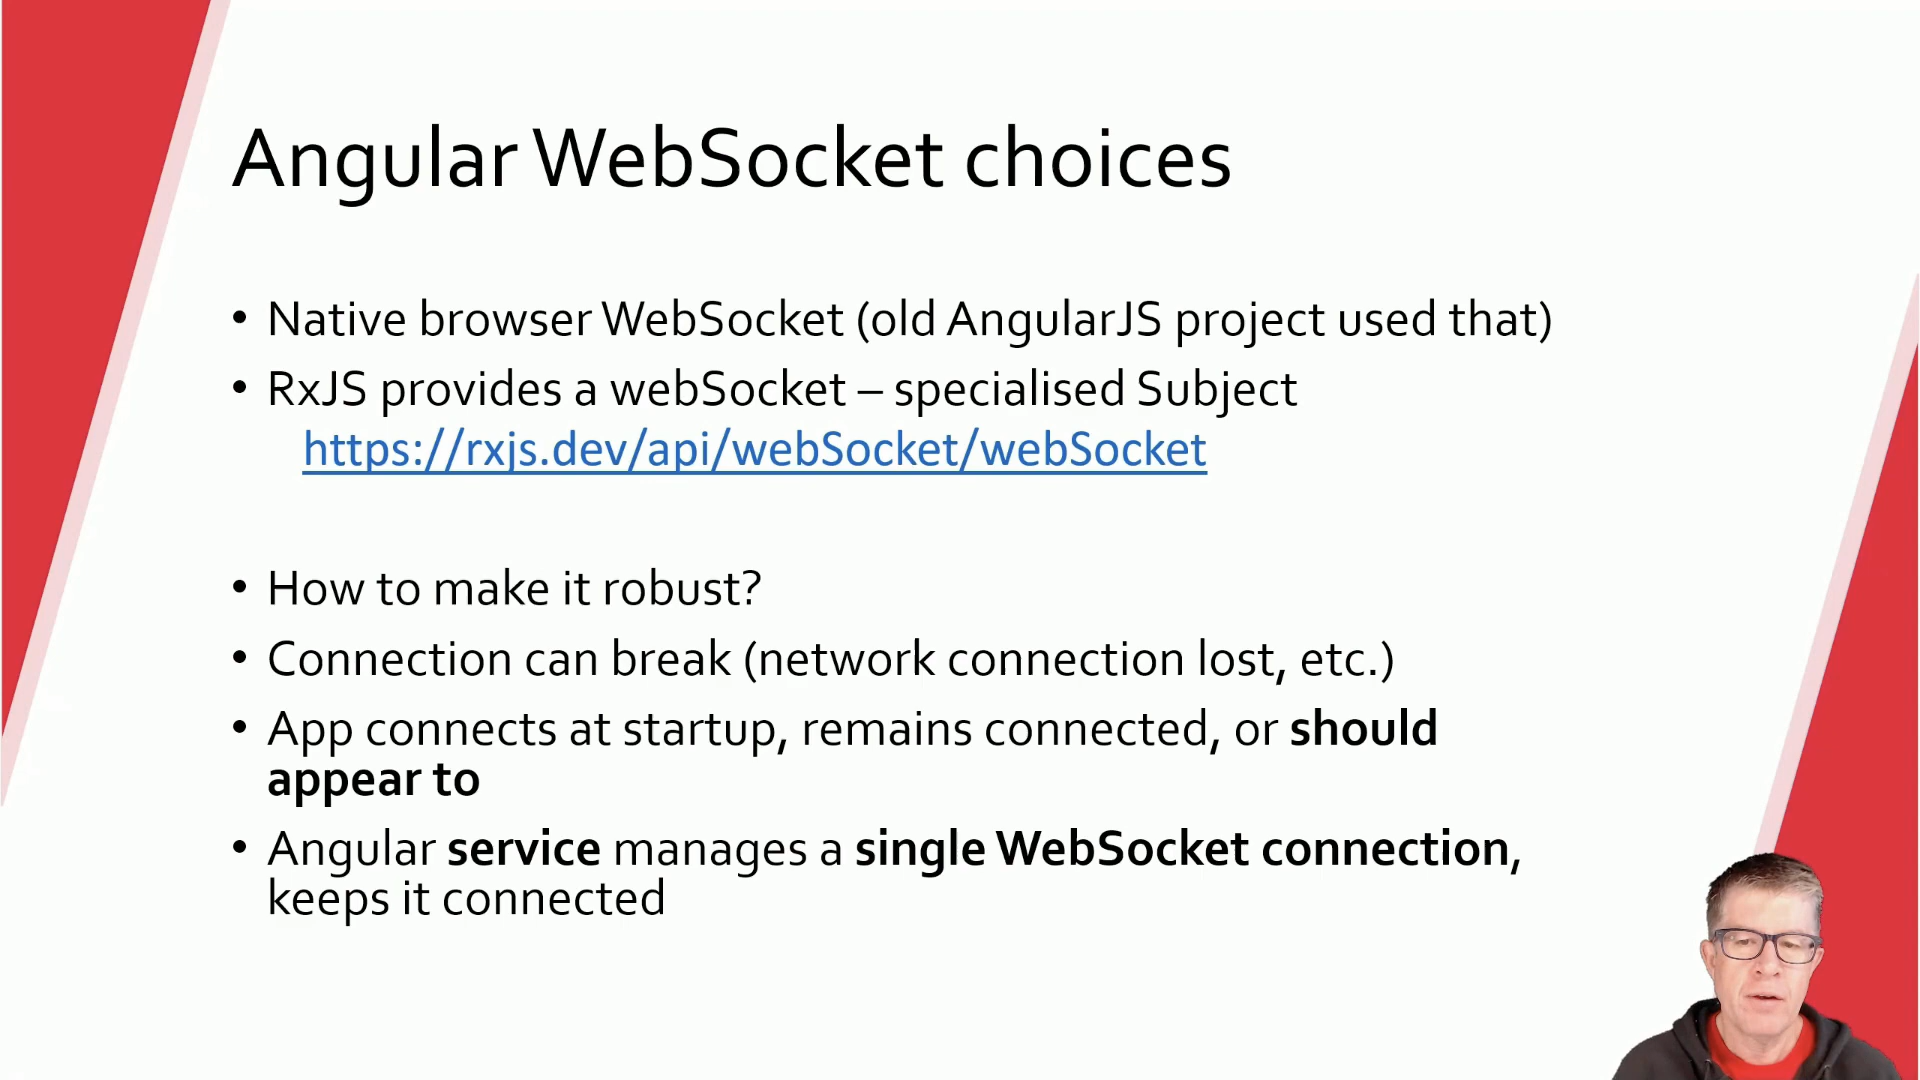 Angular WebSocket choices
• Native browser WebSocket (old AngularJS project used that)
• RxJS provides a webSocket – specialised Subject
https://rxjs.dev/api/webSocket/webSocket
• How to make it robust?
• Connection can break (network connection lost, etc.)
• App connects at startup, remains connected, or should
appear to
• Angular service manages a single WebSocket connection,
keeps it connected